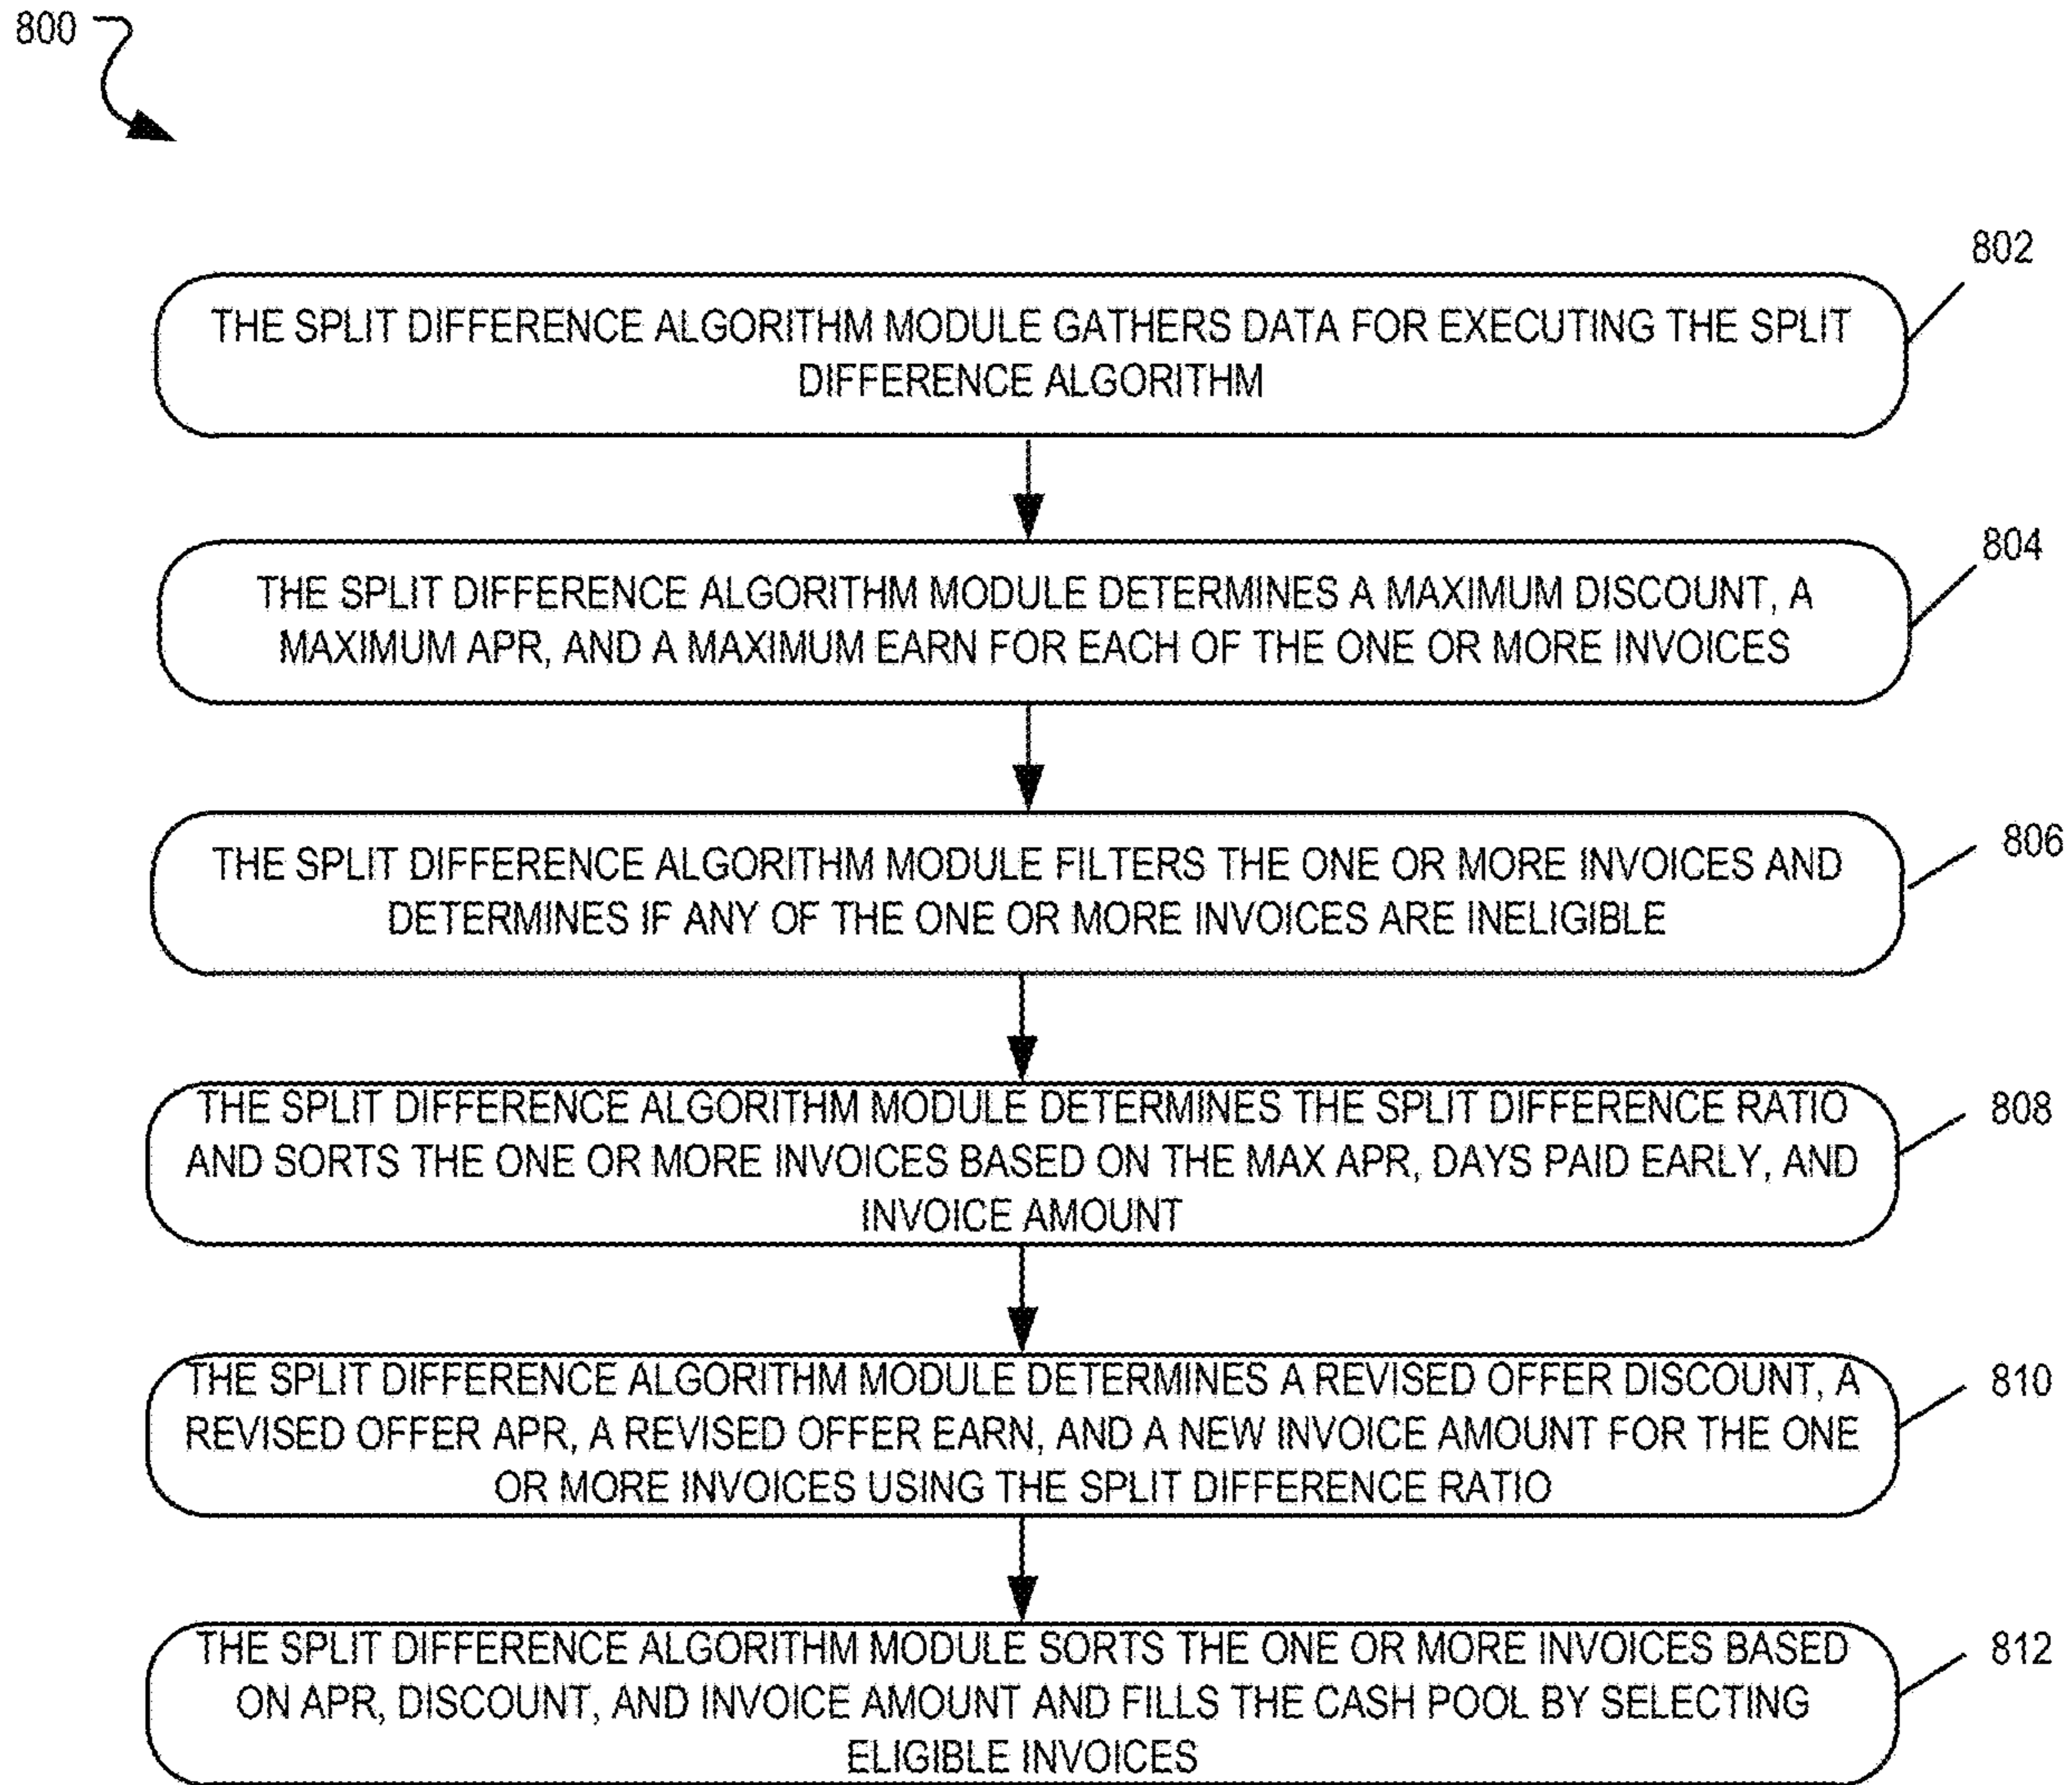 800
802
THE SPLIT DIFFERENCE ALGORITHM MODULE GATHERS DATA FOR EXECUTING THE SPLIT
DIFFERENCE ALGORITHM
804
THE SPLIT DIFFERENCE ALGORITHM MODULE DETERMINES A MAXIMUM DISCOUNT, A
MAXIMUM APR, AND A MAXIMUM EARN FOR EACH OF THE ONE OR MORE INVOICES
806
THE SPLIT DIFFERENCE ALGORITHM MODULE FILTERS THE ONE OR MORE INVOICES AND
DETERMINES IF ANY OF THE ONE OR MORE INVOICES ARE INELIGIBLE
808
THE SPLIT DIFFERENCE ALGORITHM MODULE DETERMINES THE SPLIT DIFFERENCE RATIO
AND SORTS THE ONE OR MORE INVOICES BASED ON THE MAX APR, DAYS PAID EARLY, AND
INVOICE AMOUNT
810
THE SPLIT DIFFERENCE ALGORITHM MODULE DETERMINES A REVISED OFFER DISCOUNT, A
REVISED OFFER APR, A REVISED OFFER EARN, AND A NEW INVOICE AMOUNT FOR THE ONE
OR MORE INVOICES USING THE SPLIT DIFFERENCE RATIO
812
THE SPLIT DIFFERENCE ALGORITHM MODULE SORTS THE ONE OR MORE INVOICES BASED
ON APR, DISCOUNT, AND INVOICE AMOUNT AND FILLS THE CASH POOL BY SELECTING
ELIGIBLE INVOICES